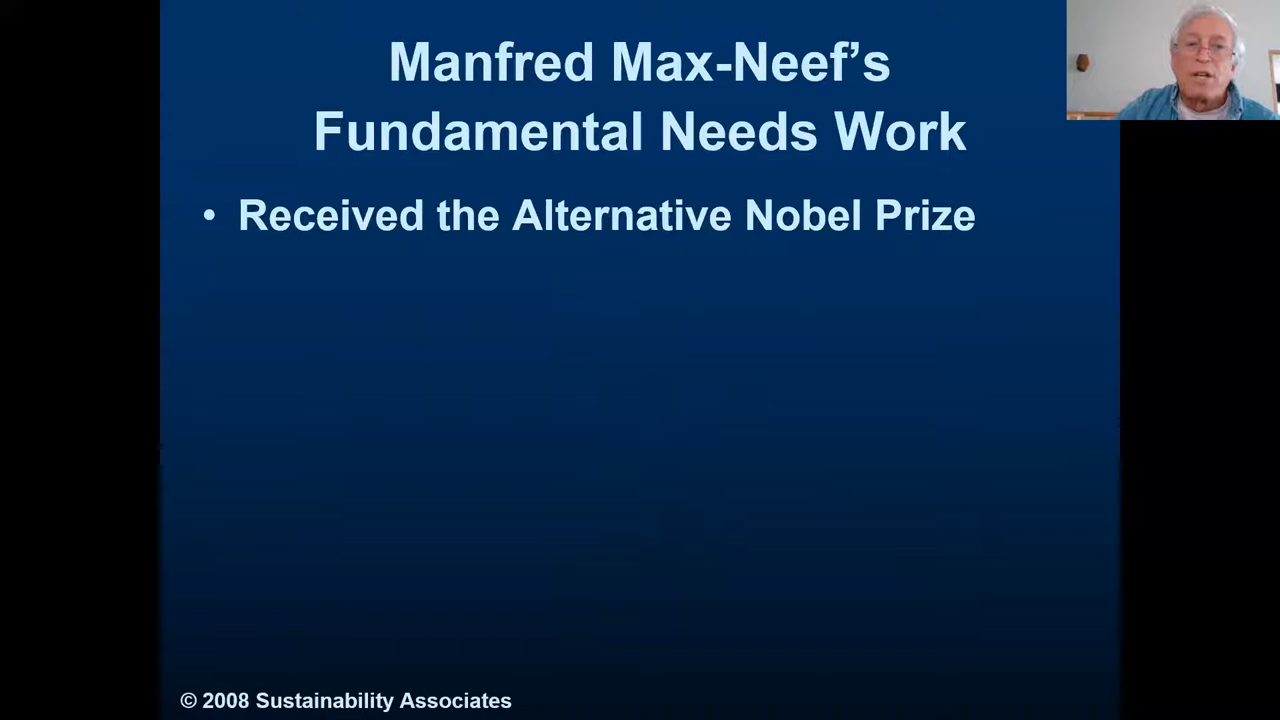 Manfred Max-Neef’s
Fundamental Needs Work
• Received the Alternative Nobel Prize
© 2008 Sustainability Associates